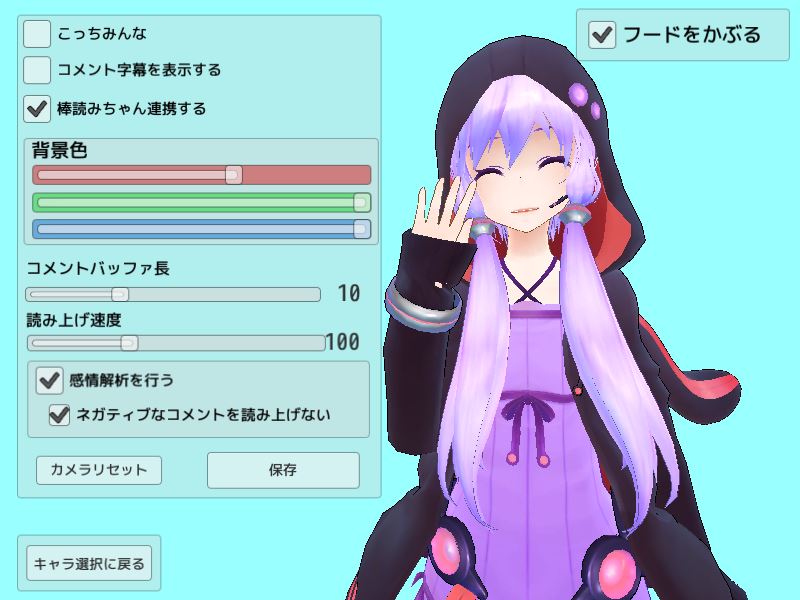 こっちみんな
コメント字幕を表示する
棒読みちゃん連携する
背景色
コメントバッファ長
10
読み上げ速度
100
感情解析を行う
ネガティブなコメントを読み上げない
カメラリセット
保存
キャラ選択に戻る
フードをかぶる